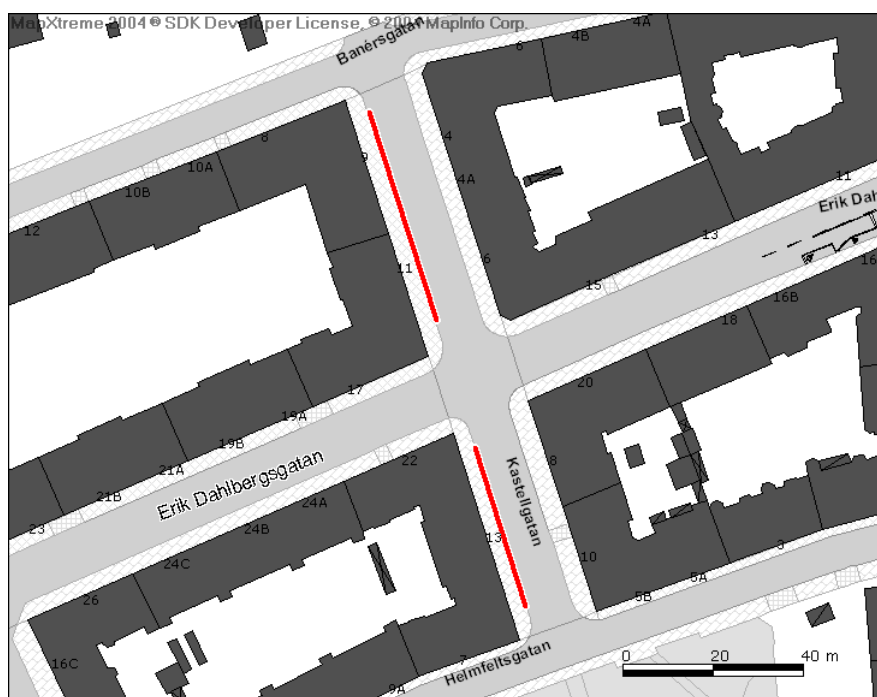 MapXtreme 2004 ® SDK Developer License, © 2004 MapInfo Corp.
Banérsgatan
6
4B
4A
8
4
9
10A
4A
10B
11
Erik Dahl
12
13
6
11
15
16
16B
18
17
20
19A
19B
22
21A
8
Erik Dahlbergsgatan
21B
24A
Kastellgatan
23
24B
13
24C
10
3
5A
26
5B
16C
7
Helmfeltsgatan
9A
0 20 40 m